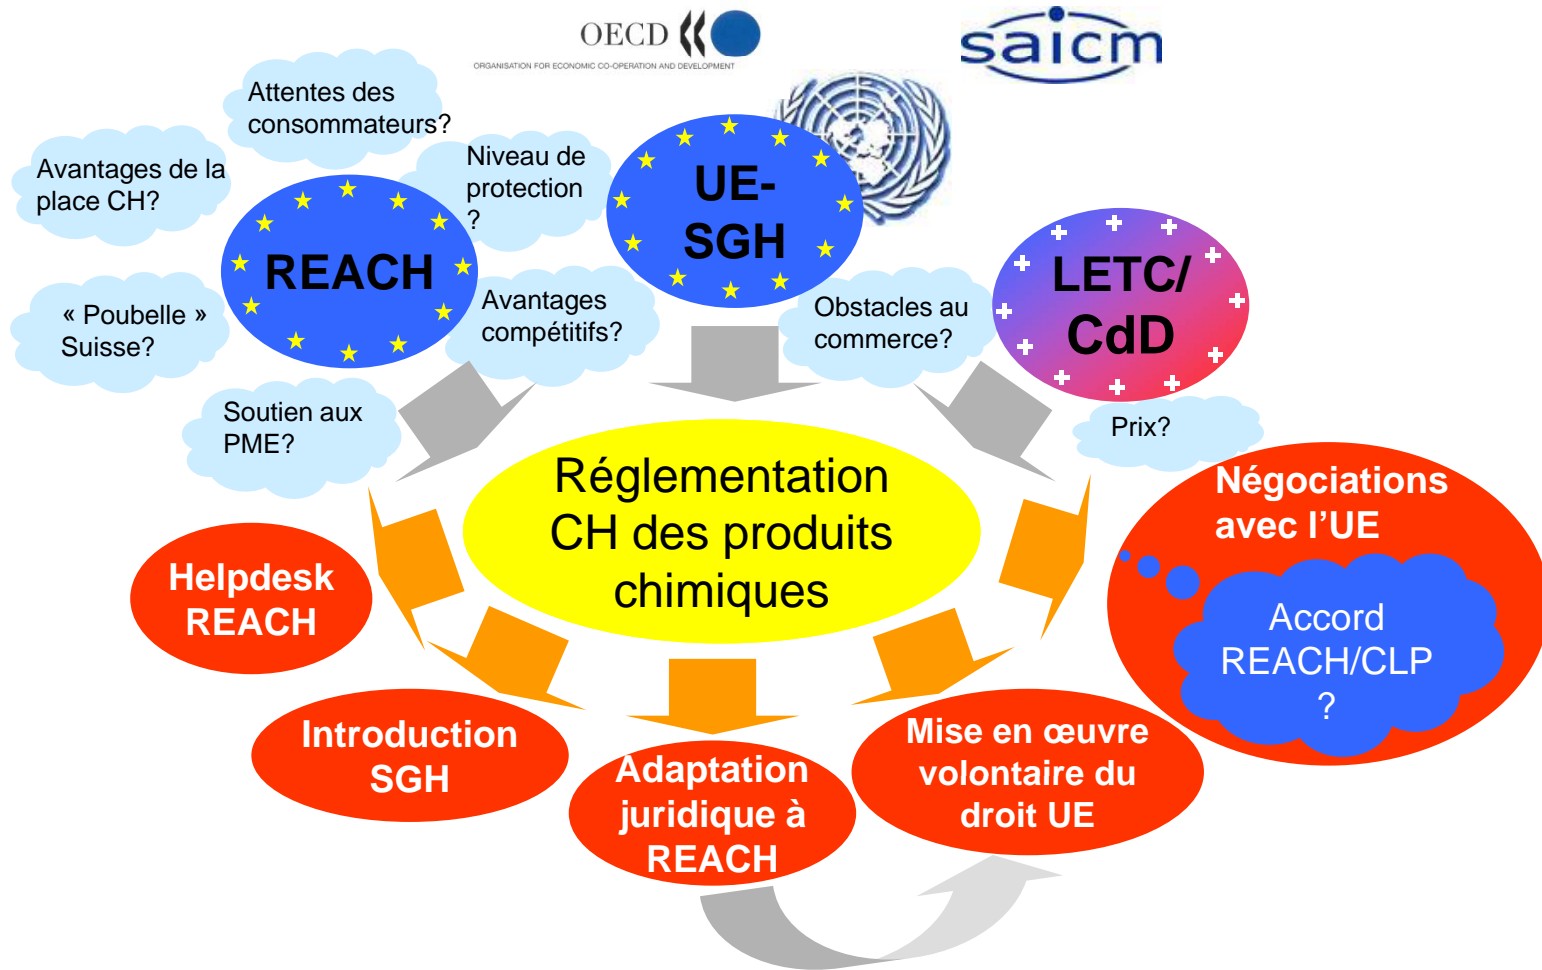 OECD
ORGANISATION FOR ECONOMIC CO-OPERATION AND DEVELOPMENT
saicm
Attentes des
consommateurs?
Avantages de la
place CH?
Niveau de
protection
?
UE-
SGH
REACH
LETC/
CdD
« Poubelle »
Suisse?
Avantages
compétitifs?
Obstacles au
commerce?
Soutien aux
PME?
Prix?
Réglementation
CH des produits
chimiques
Négociations
avec l’UE
Accord
REACH/CLP
?
Helpdesk
REACH
Introduction
SGH
Adaptation
juridique à
REACH
Mise en œuvre
volontaire du
droit UE